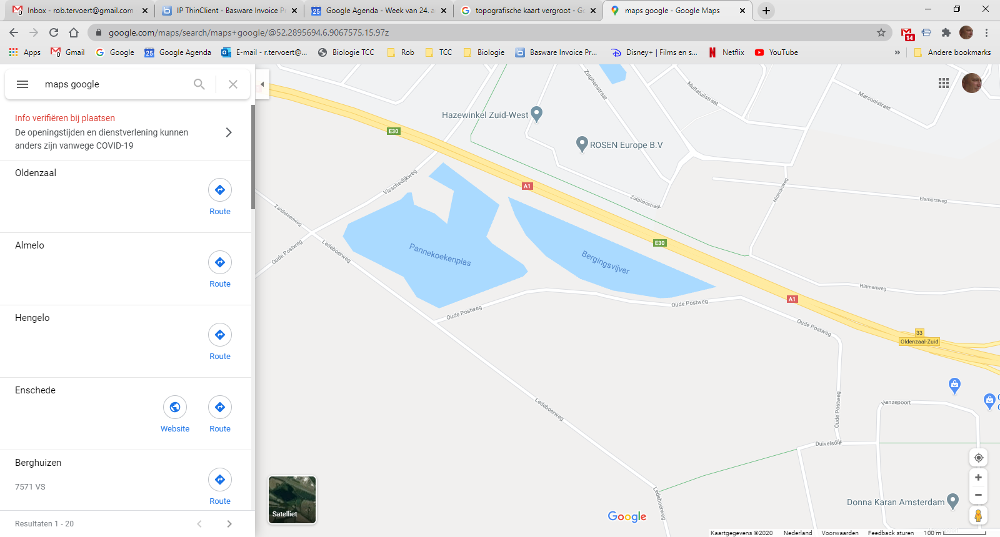 Inbox - rob.tervoert@gmail.com
IP ThinClient - Basware Invoice P
Google Agenda - Week van 24. a
topografische kaart vergroot - Go
maps google - Google Maps
google.com/maps/search/maps+google/@52.2895694,6.9067575,15.97z
14
Apps
Gmail
Google
25
Google Agenda
E-mail - r.tervoert@...
Biologie TCC
Rob
TCC
Biologie
Basware Invoice Pr...
Disney+ | Films en s...
Netflix
YouTube
»
Andere bookmarks
maps google
Info verifiëren bij plaatsen
De openingstijden en dienstverlening kunnen
anders zijn vanwege COVID-19
Oldenzaal
Route
Almelo
Route
Hengelo
Route
Enschede
Website
Route
Berghuizen
7571 VS
Route
Resultaten 1 - 20
Zutphenstraat
Multatulistraat
Marconistraat
Hazewinkel Zuid-West
E30
ROSEN Europe B.V
Visschedijkweg
A1
Zutphenstraat
Hinmanweg
Elsmorsweg
Zandsteenweg
Oude Postweg
Ledeboerweg
Pannekoekenplas
Bergingsvijver
E30
Hinmanweg
A1
Oude Postweg
Oude Postweg
Oude Postweg
33
Oldenzaal-Zuid
Ledeboerweg
Oude Postweg
Hanzepoort
Duivelsdijk
Ledeboerweg
Donna Karan Amsterdam
Satelliet
Google
Kaartgegevens ©2020
Nederland
Voorwaarden
Feedback sturen
100 m